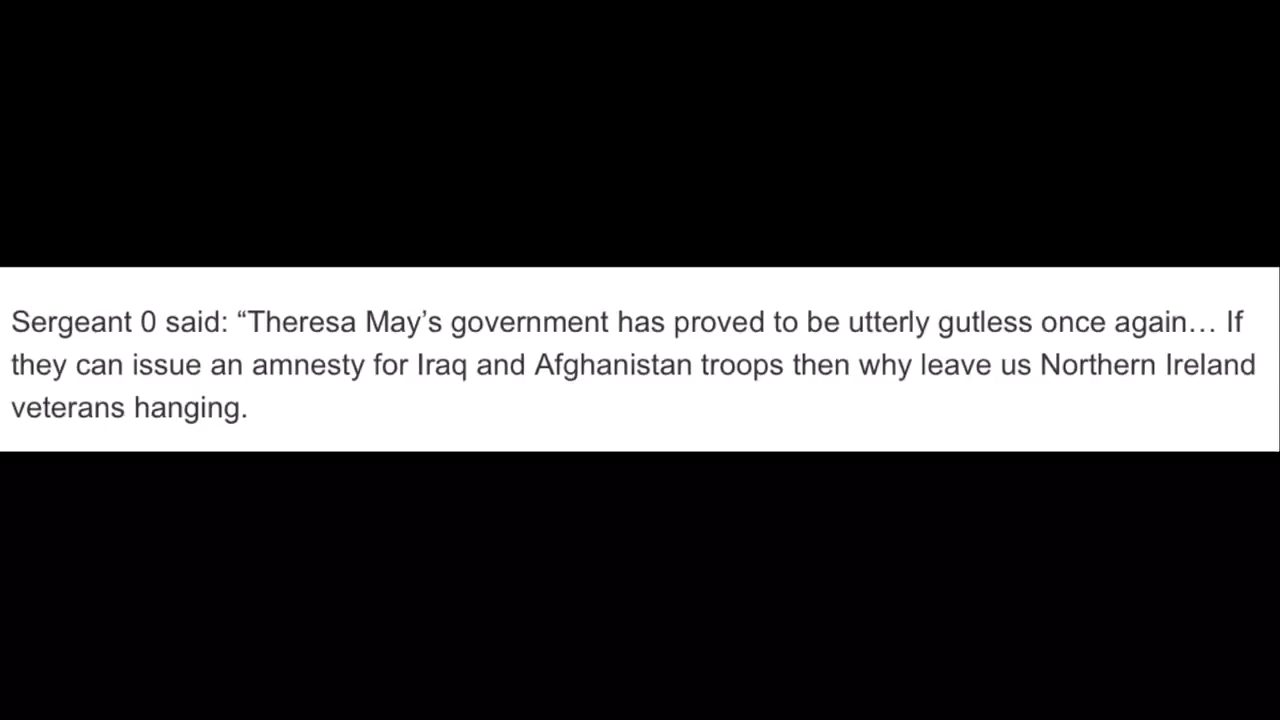 Sergeant 0 said: “Theresa May’s government has proved to be utterly gutless once again… If
they can issue an amnesty for Iraq and Afghanistan troops then why leave us Northern Ireland
veterans hanging.